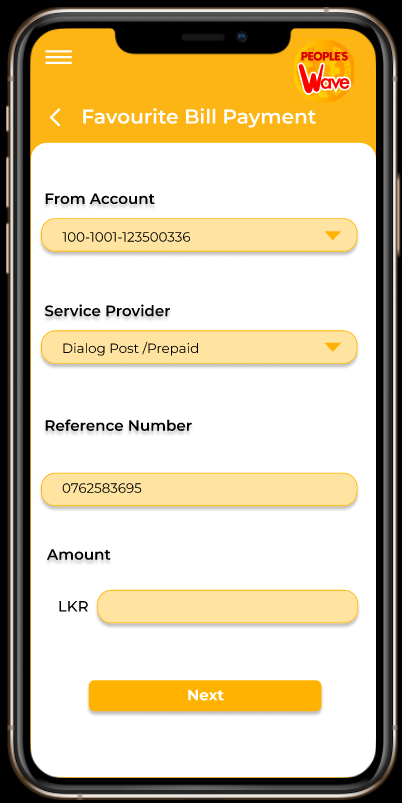 PEOPLE'S
Wave
Favourite Bill Payment
From Account
100-1001-123500336
Service Provider
Dialog Post /Prepaid
Reference Number
0762583695
Amount
LKR
Next